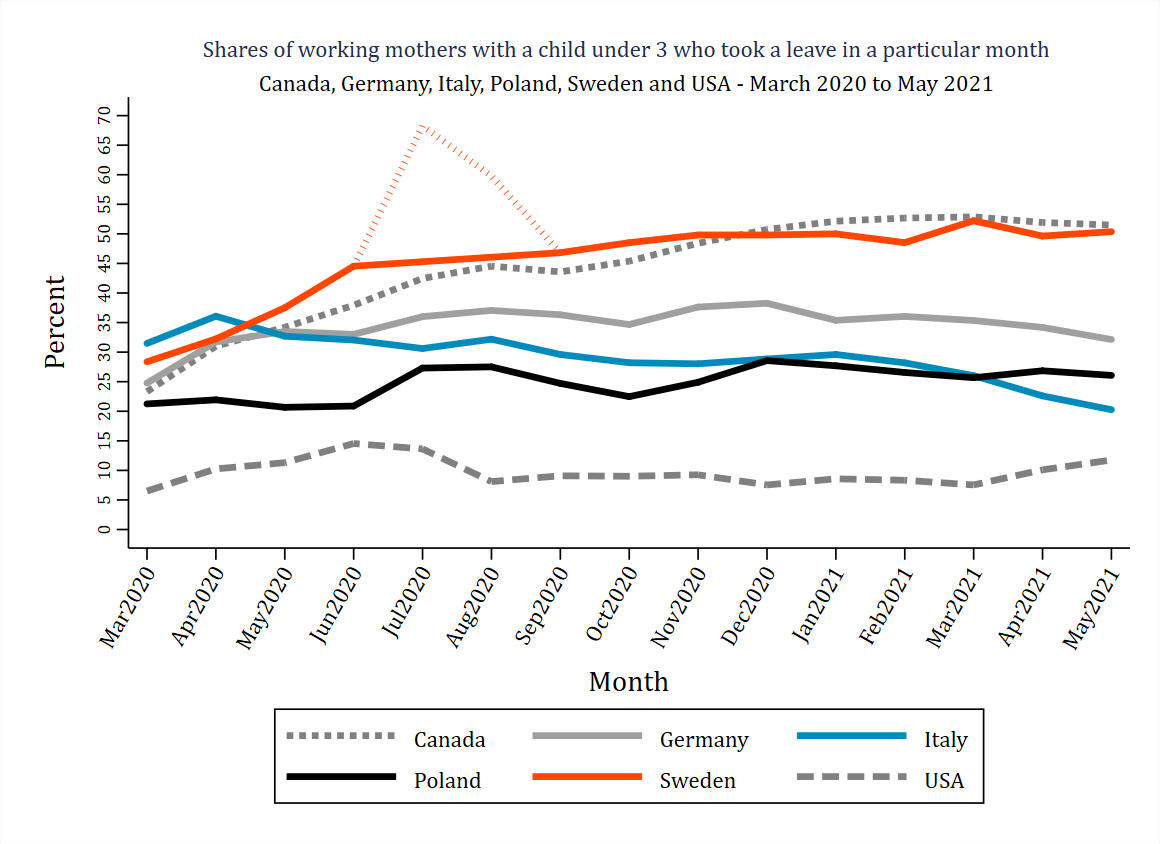 Shares of working mothers with a child under 3 who took a leave in a particular month
Canada, Germany, Italy, Poland, Sweden and USA - March 2020 to May 2021
Percent
70
65
60
55
50
45
40
35
30
25
20
15
10
5
0
Mar2020
Apr2020
May2020
Jun2020
Jul2020
Aug2020
Sep2020
Oct2020
Nov2020
Dec2020
Jan2021
Feb2021
Mar2021
Apr2021
May2021
Month
Canada
Germany
Italy
Poland
Sweden
USA